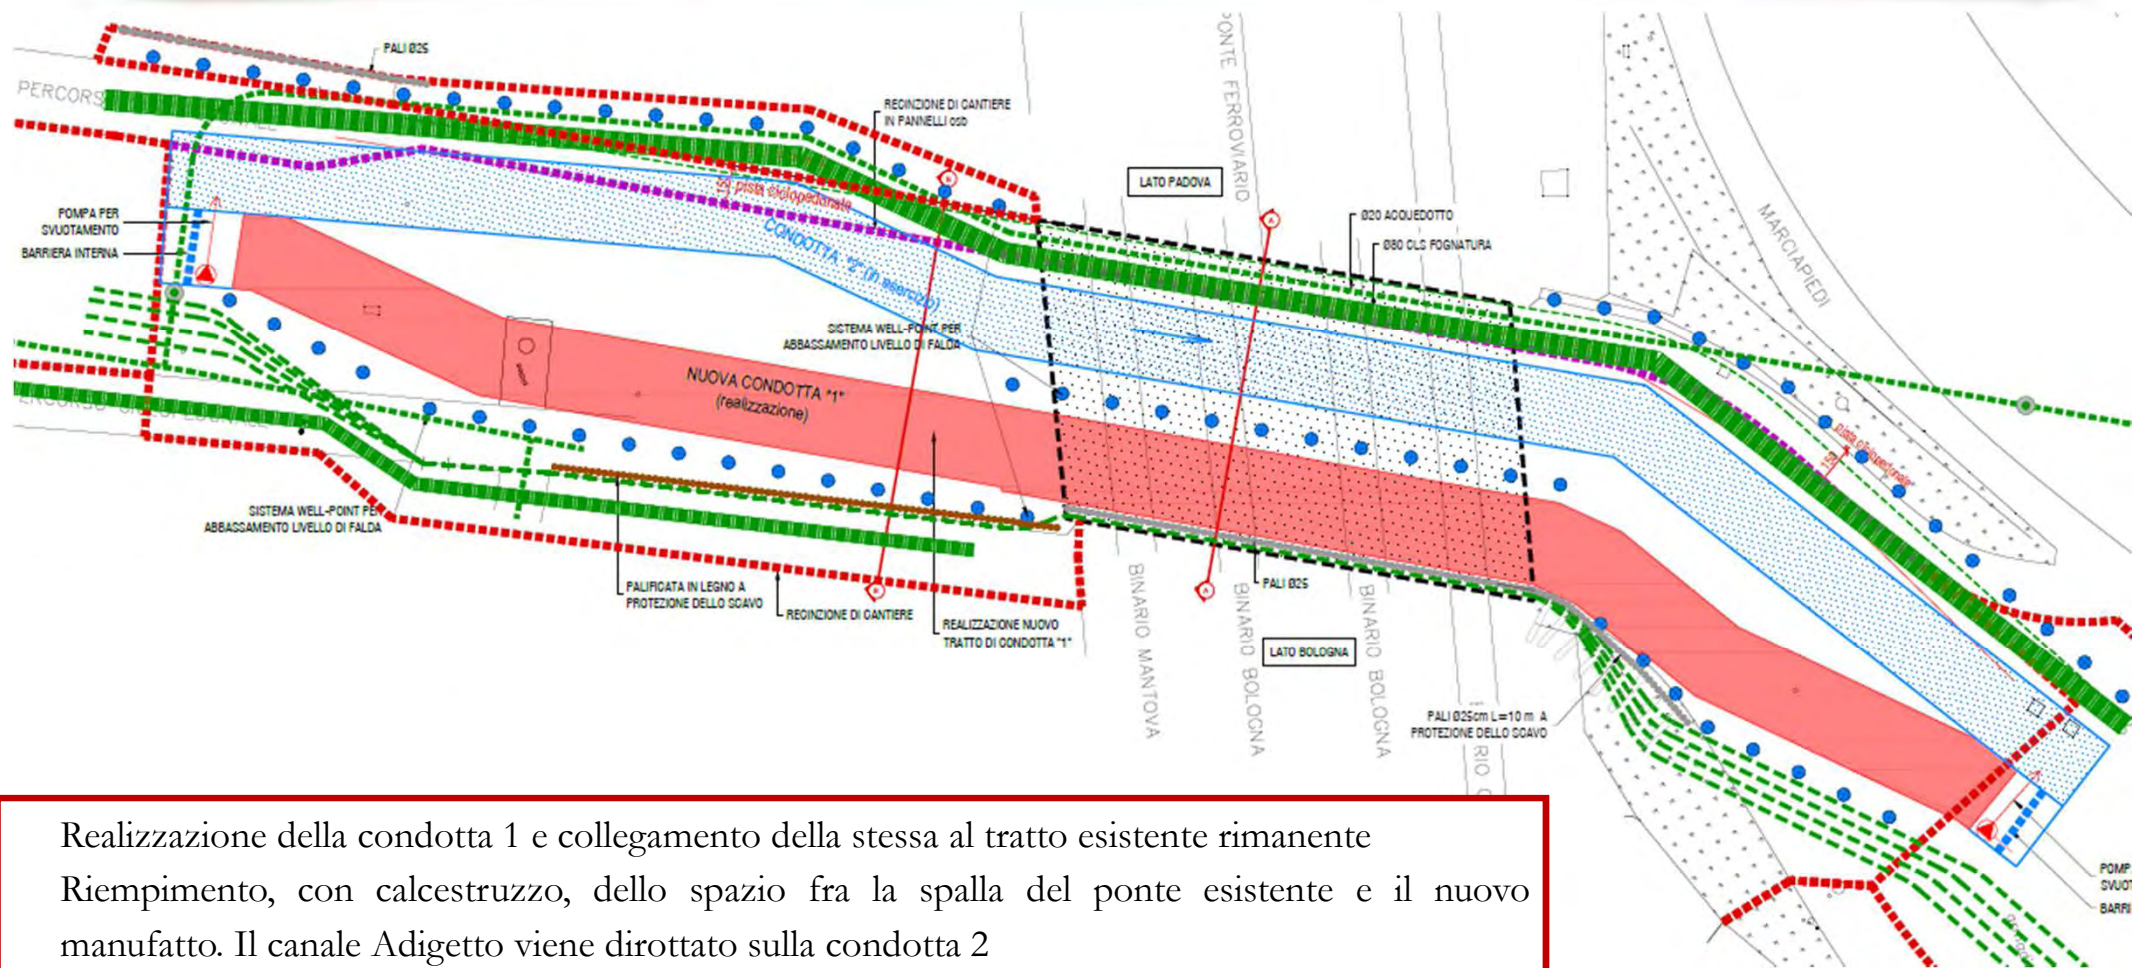 PALI Ø25
PERCORS
RECINZIONE DI CANTIERE
IN PANNELLI osb
PONTE FERROVIARIO
LATO PADOVA
pista ciclopedonale
POMPA PER
SVUOTAMENTO
BARRIERA INTERNA
CONDOTTA "2" (in esercizio)
Ø20 ACQUEDOTTO
Ø80 CLS FOGNATURA
MARCIAPIEDI
SISTEMA WELL-POINT PER
ABBASSAMENTO LIVELLO DI FALDA
NUOVA CONDOTTA "1"
(realizzazione)
150
pista ciclopedonale
SISTEMA WELL-POINT PER
ABBASSAMENTO LIVELLO DI FALDA
PALIFICATA IN LEGNO A
PROTEZIONE DELLO SCAVO
RECINZIONE DI CANTIERE
REALIZZAZIONE NUOVO
TRATTO DI CONDOTTA "1"
PALI Ø25
BINARIO MANTOVA
BINARIO BOLOGNA
BINARIO BOLOGNA
LATO BOLOGNA
PALI Ø25cm L=10 m A
PROTEZIONE DELLO SCAVO
POMP
SVUOT
BARRI
Realizzazione della condotta 1 e collegamento della stessa al tratto esistente rimanente
Riempimento, con calcestruzzo, dello spazio fra la spalla del ponte esistente e il nuovo
manufatto. Il canale Adigetto viene dirottato sulla condotta 2